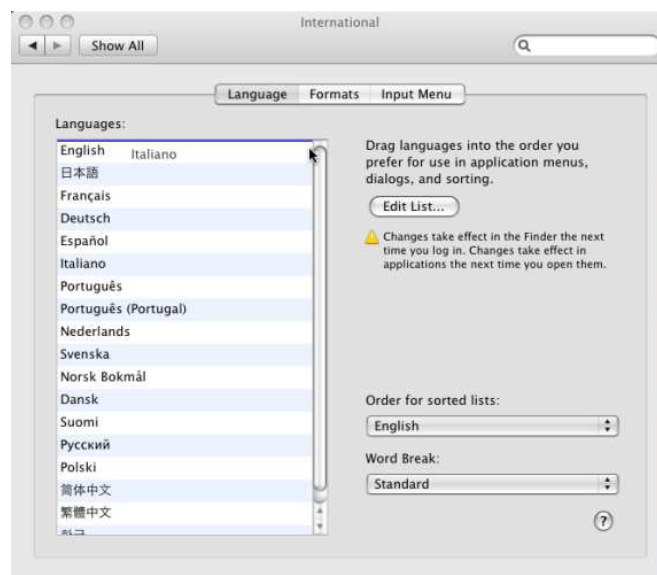 International
Show All
Language Formats Input Menu
Languages:
English
Italiano
日本語
Français
Deutsch
Español
Italiano
Português
Português (Portugal)
Nederlands
Svenska
Norsk Bokmål
Dansk
Suomi
Русский
Polski
简体中文
繁體中文
한글
Drag languages into the order you
prefer for use in application menus,
dialogs, and sorting.
Edit List...
Changes take effect in the Finder the next
time you log in. Changes take effect in
applications the next time you open them.
Order for sorted lists:
English
Word Break:
Standard
?